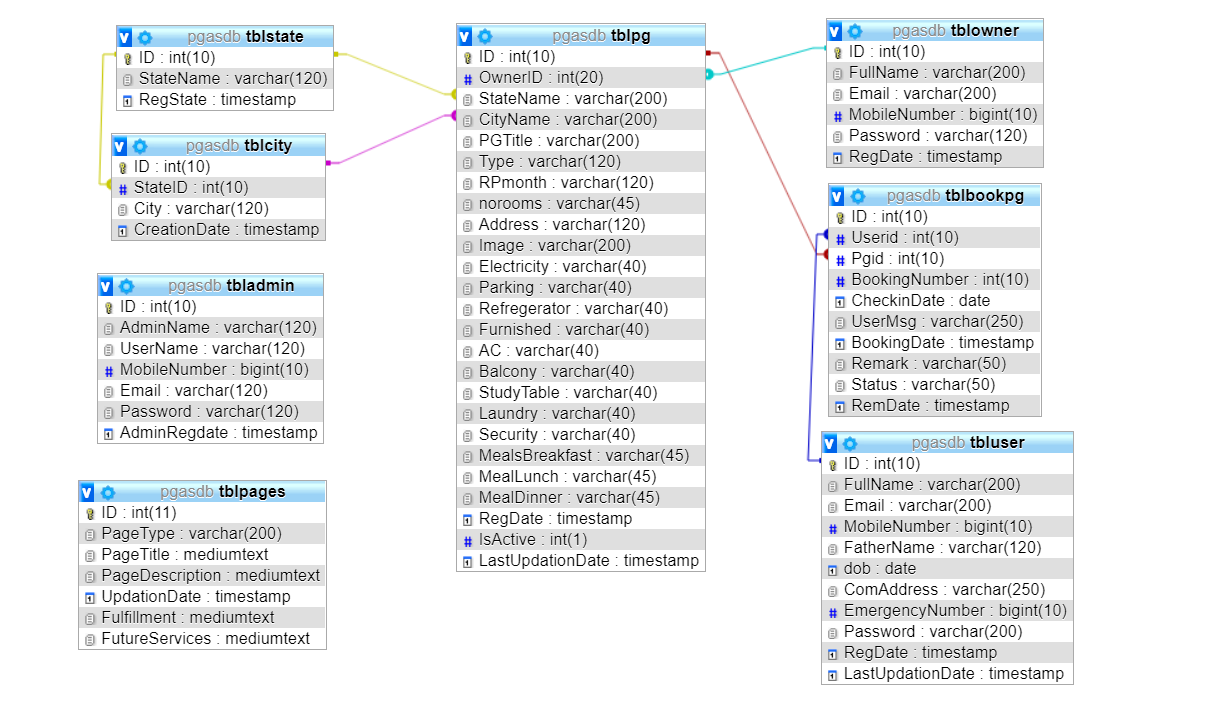 pgasdb tblstate
ID : int(10)
StateName : varchar(120)
RegState : timestamp
pgasdb tblcity
ID : int(10)
StateID : int(10)
City : varchar(120)
CreationDate : timestamp
pgasdb tbladmin
ID : int(10)
AdminName : varchar(120)
UserName : varchar(120)
MobileNumber : bigint(10)
Email : varchar(120)
Password : varchar(120)
AdminRegdate : timestamp
pgasdb tblpages
ID : int(11)
PageType : varchar(200)
PageTitle : mediumtext
PageDescription : mediumtext
UpdationDate : timestamp
Fulfillment : mediumtext
FutureServices : mediumtext
pgasdb tblpg
ID : int(10)
OwnerID : int(20)
StateName : varchar(200)
CityName : varchar(200)
PGTitle : varchar(200)
Type : varchar(120)
RPmonth : varchar(120)
norooms : varchar(45)
Address : varchar(120)
Image : varchar(200)
Electricity : varchar(40)
Parking : varchar(40)
Refregerator : varchar(40)
Furnished : varchar(40)
AC : varchar(40)
Balcony : varchar(40)
StudyTable : varchar(40)
Laundry : varchar(40)
Security : varchar(40)
MealsBreakfast : varchar(45)
MealLunch : varchar(45)
MealDinner : varchar(45)
RegDate : timestamp
IsActive : int(1)
LastUpdationDate : timestamp
pgasdb tblowner
ID : int(10)
FullName : varchar(200)
Email : varchar(200)
MobileNumber : bigint(10)
Password : varchar(120)
RegDate : timestamp
pgasdb tblbookpg
ID : int(10)
Userid : int(10)
Pgid : int(10)
BookingNumber : int(10)
CheckinDate : date
UserMsg : varchar(250)
BookingDate : timestamp
Remark : varchar(50)
Status : varchar(50)
RemDate : timestamp
pgasdb tbluser
ID : int(10)
FullName : varchar(200)
Email : varchar(200)
MobileNumber : bigint(10)
FatherName : varchar(120)
dob : date
ComAddress : varchar(250)
EmergencyNumber : bigint(10)
Password : varchar(200)
RegDate : timestamp
LastUpdationDate : timestamp